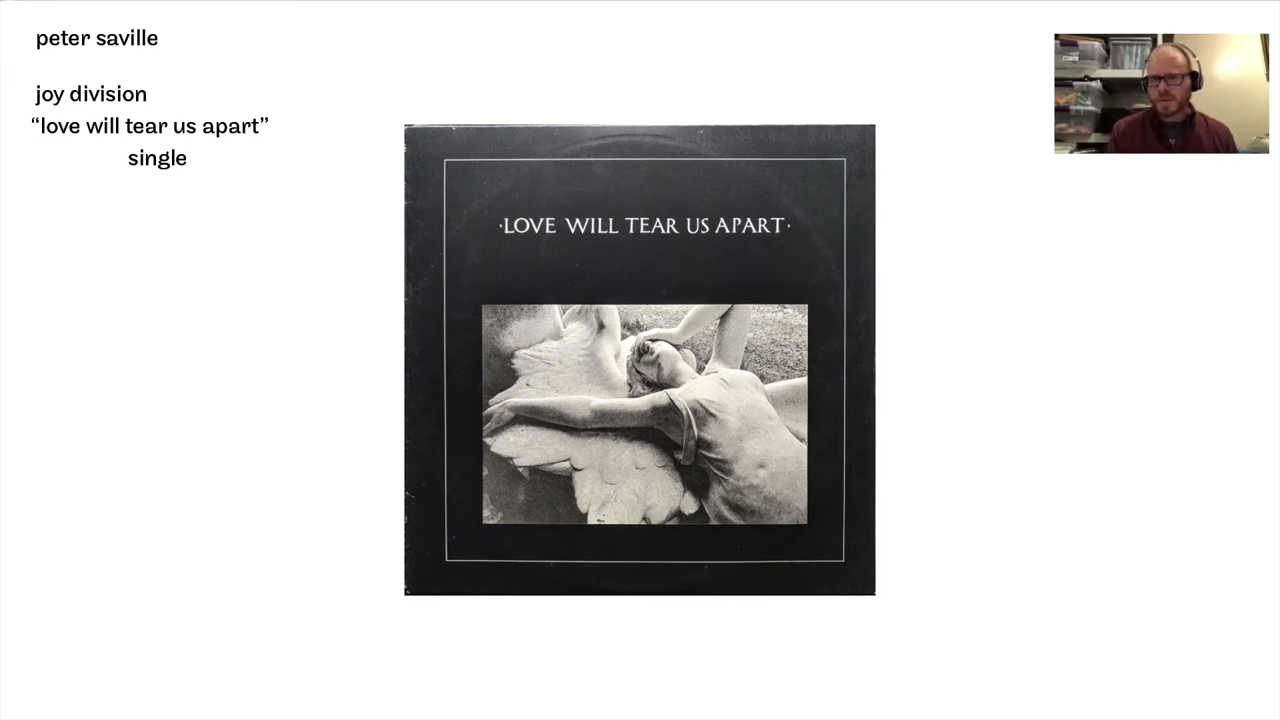 peter saville
joy division
“love will tear us apart”
single
·LOVE WILL TEAR US APART·